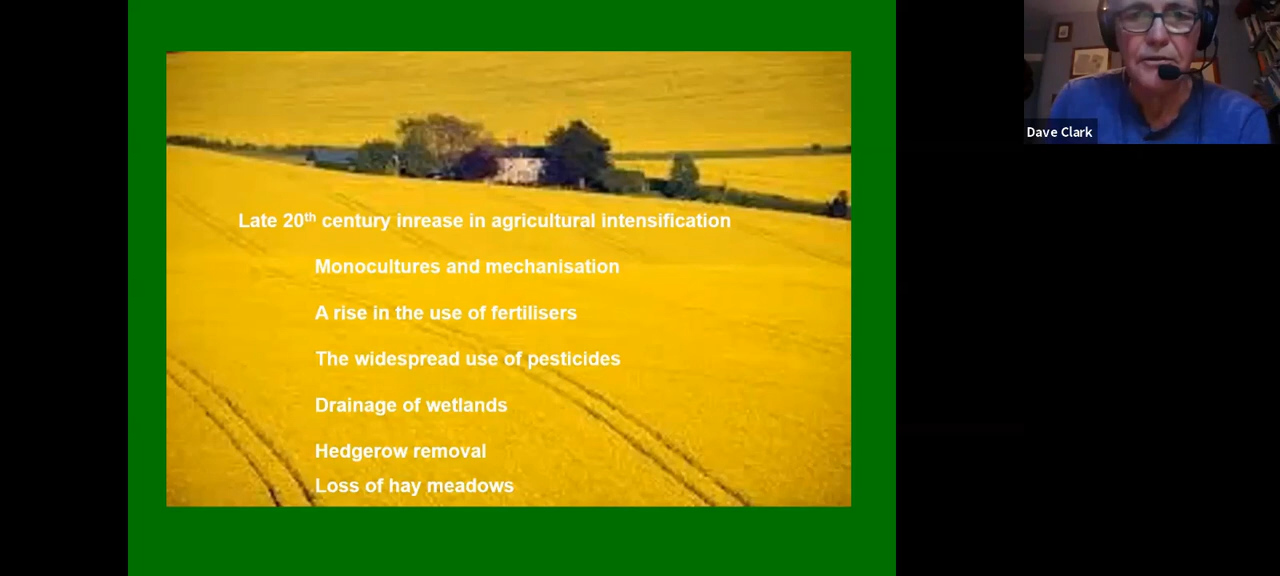 Late 20th century inrease in agricultural intensification
Monocultures and mechanisation
A rise in the use of fertilisers
The widespread use of pesticides
Drainage of wetlands
Hedgerow removal
Loss of hay meadows
Dave Clark